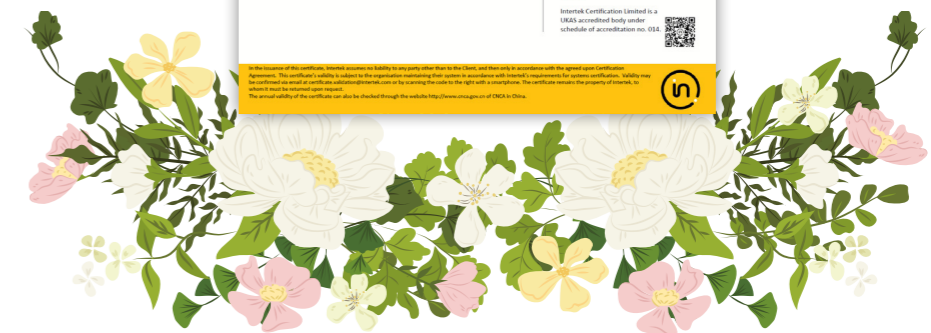 Intertek Certification Limited is a
UKAS accredited body under
schedule of accreditation no. 014.
In the issuance of this certificate, Intertek assumes no liability to any party other than to the Client, and then only in accordance with the agreed upon Certification
Agreement. This certificate's validity is subject to the organisation maintaining their system in accordance with Intertek's requirements for systems certification. Validity may
be confirmed via email at certificate.validation@intertek.com or by scanning the code to the right with a smartphone. The certificate remains the property of Intertek, to
whom it must be returned upon request.
The annual validity of the certificate can also be checked through the website http://www.cnca.gov.cn of CNCA in China.
in